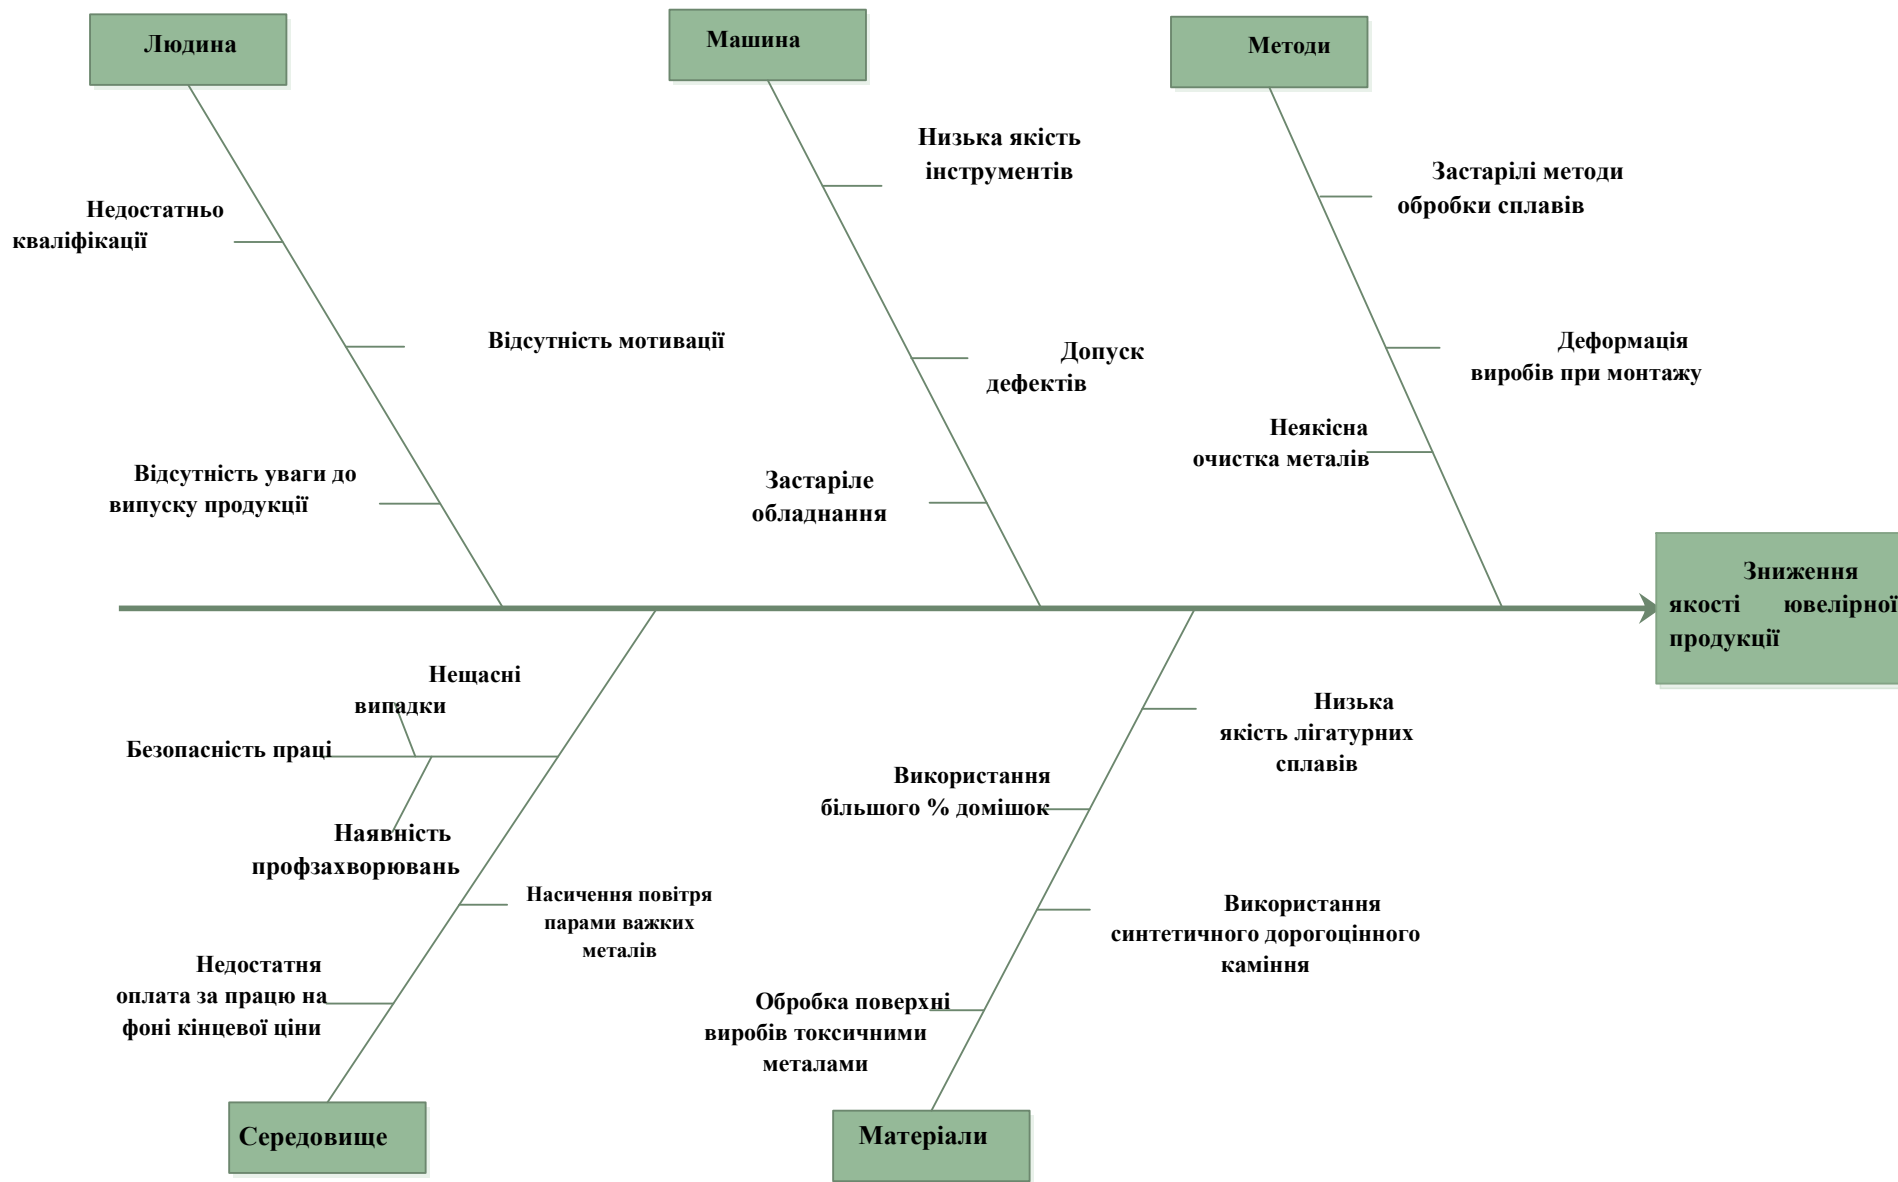 Людина
Машина
Методи
Низька якість
інструментів
Застарілі методи
обробки сплавів
Недостатньо
кваліфікації
Відсутність мотивації
Допуск
дефектів
Деформація
виробів при монтажу
Неякісна
очистка металів
Відсутність уваги до
випуску продукції
Застаріле
обладнання
Зниження
якості ювелірної
продукції
Нещасні
випадки
Безопасність праці
Наявність
профзахворювань
Насичення повітря
парами важких
металів
Недостатня
оплата за працю на
фоні кінцевої ціни
Низька
якість лігатурних
сплавів
Використання
більшого % домішок
Використання
синтетичного дорогоцінного
каміння
Обробка поверхні
виробів токсичними
металами
Середовище
Матеріали